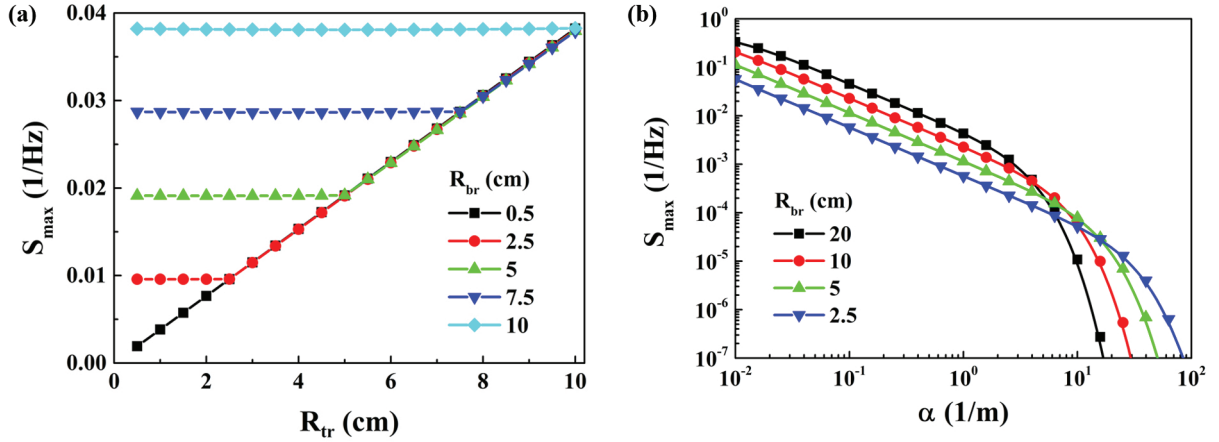 (a)
0.04
0.03
0.02
0.01
0.00
S_max (1/Hz)
R_br (cm)
0.5
2.5
5
7.5
10
0 2 4 6 8 10
R_tr (cm)
(b)
10^0
10^-1
10^-2
10^-3
10^-4
10^-5
10^-6
10^-7
S_max (1/Hz)
R_br (cm)
20
10
5
2.5
10^-2 10^-1 10^0 10^1 10^2
α (1/m)